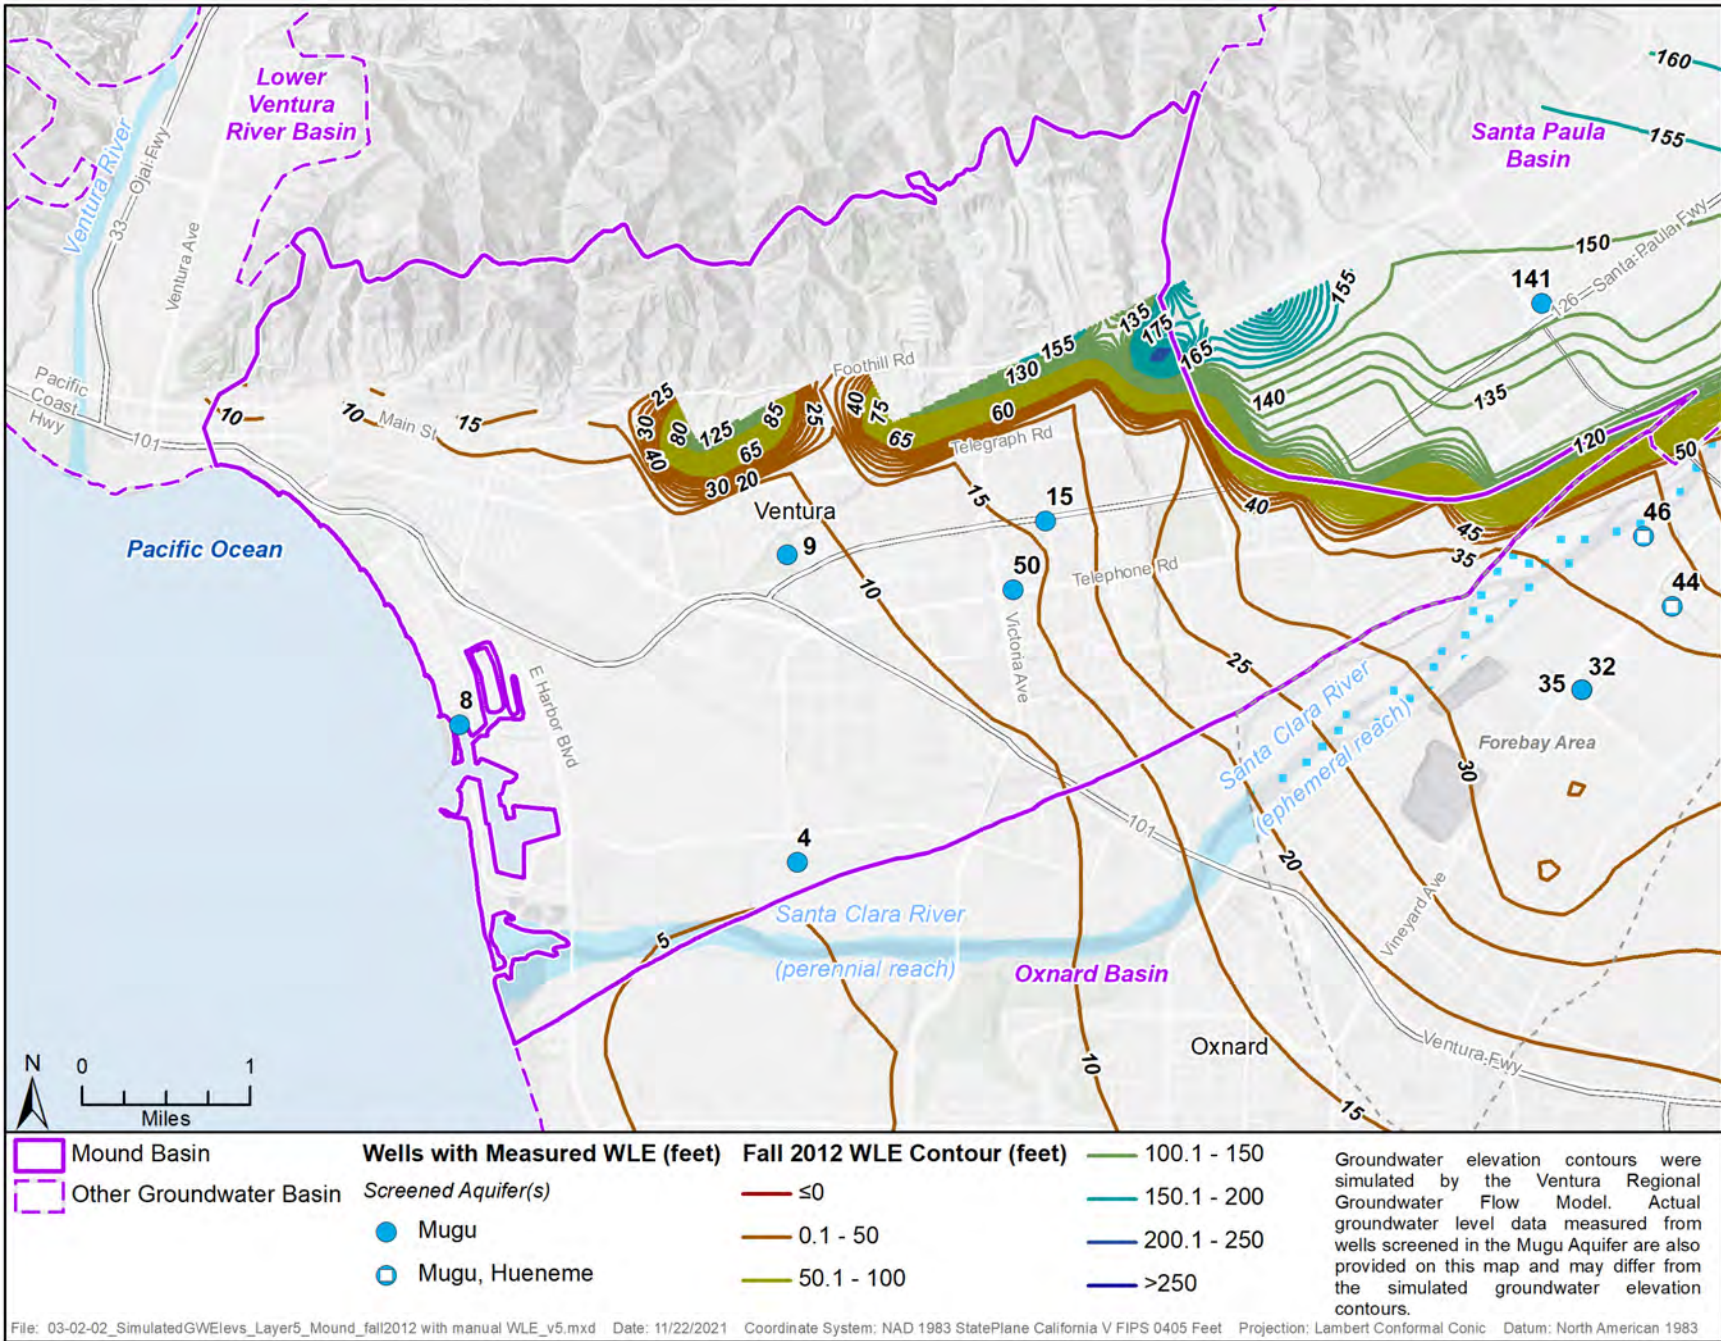 Lower
Ventura
River Basin
Ventura River
33
Ojai Fwy
Ventura Ave
160
155
Santa Paula
Basin
150
141
126
Santa Paula Fwy
155
135
175
165
155
130
140
135
120
50
Foothill Rd
Pacific
Coast
Hwy
101
10
10
15
Main St
25
30
40
80
125
85
65
25
30
20
40
75
65
60
Telegraph Rd
15
15
Ventura
9
50
Telephone Rd
10
Victoria Ave
40
45
35
46
44
Pacific Ocean
25
35
32
Forebay Area
30
8
E Harbor Blvd
Santa Clara River
(ephemeral reach)
101
20
4
5
Santa Clara River
(perennial reach)
Vineyard Ave
Oxnard Basin
Oxnard
10
15
Ventura Fwy
N
0
1
Miles
Mound Basin
Other Groundwater Basin
Wells with Measured WLE (feet)
Screened Aquifer(s)
Mugu
Mugu, Hueneme
Fall 2012 WLE Contour (feet)
≤0
0.1 - 50
50.1 - 100
100.1 - 150
150.1 - 200
200.1 - 250
>250
Groundwater elevation contours were
simulated by the Ventura Regional
Groundwater Flow Model. Actual
groundwater level data measured from
wells screened in the Mugu Aquifer are also
provided on this map and may differ from
the simulated groundwater elevation
contours.
File: 03-02-02_SimulatedGWElevs_Layer5_Mound_fall2012 with manual WLE_v5.mxd Date: 11/22/2021 Coordinate System: NAD 1983 StatePlane California V FIPS 0405 Feet Projection: Lambert Conformal Conic Datum: North American 1983